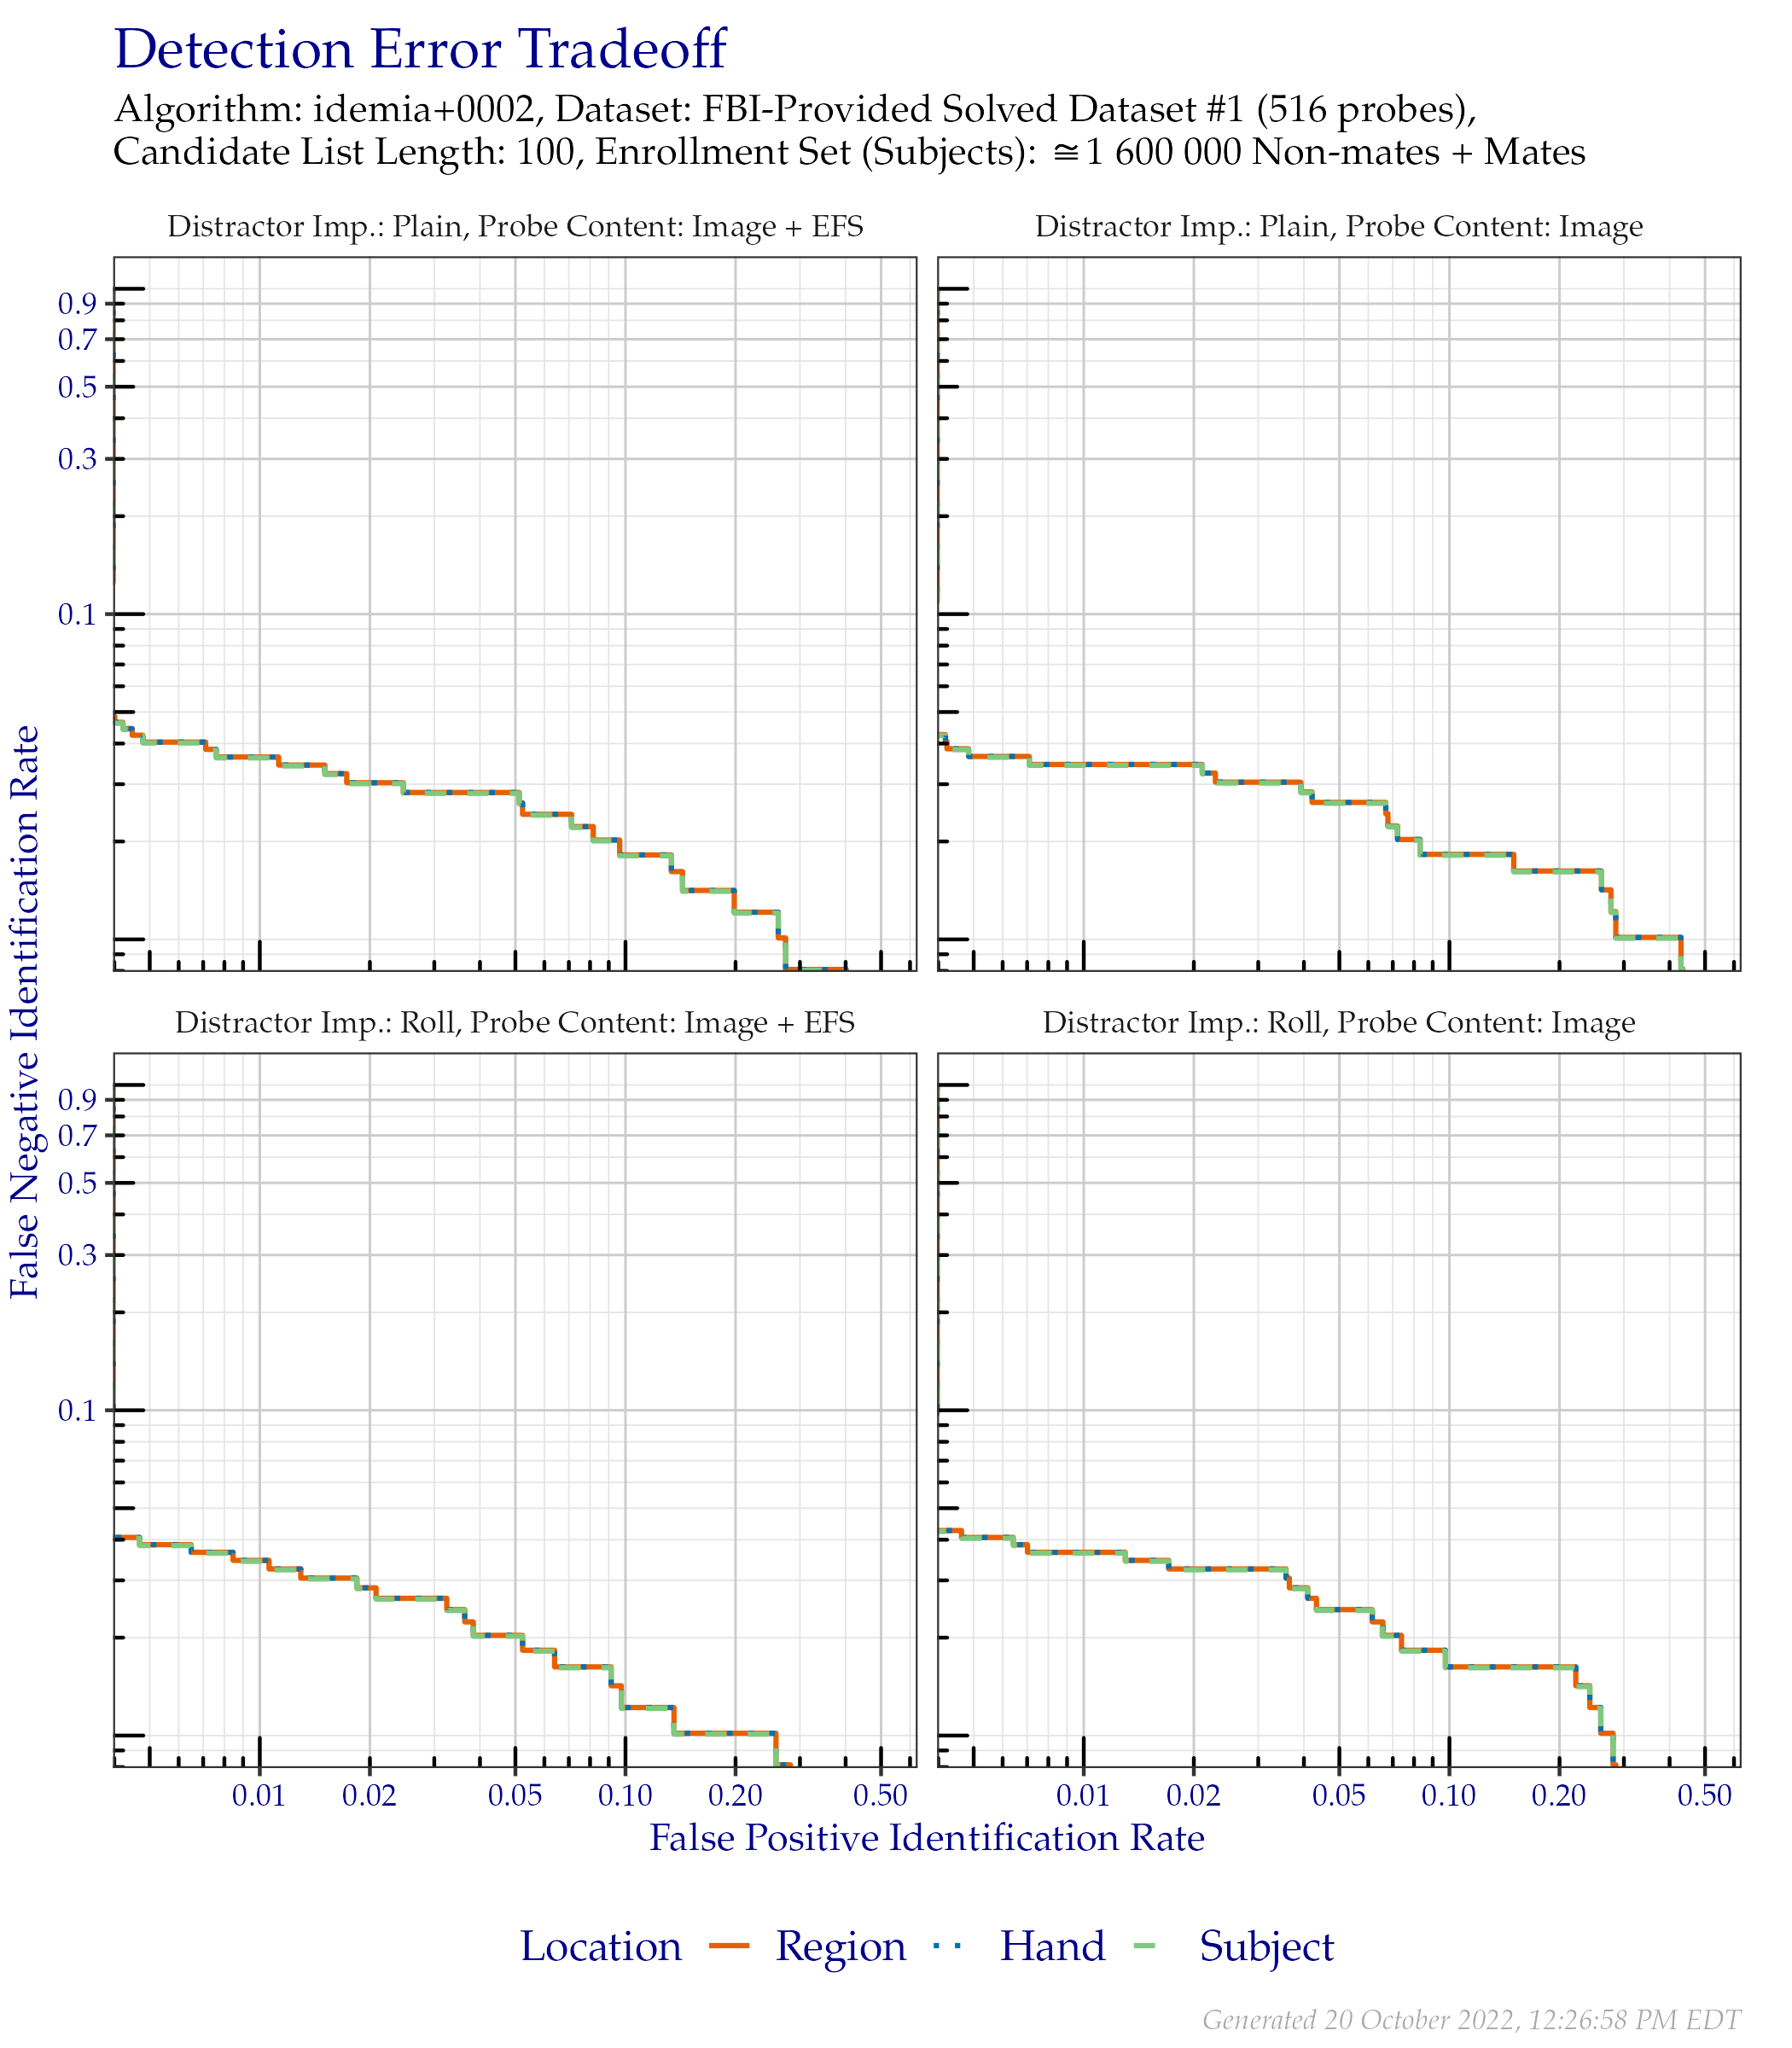 Detection Error Tradeoff
Algorithm: idemia+0002, Dataset: FBI-Provided Solved Dataset #1 (516 probes),
Candidate List Length: 100, Enrollment Set (Subjects): ≅1 600 000 Non-mates + Mates
Distractor Imp.: Plain, Probe Content: Image + EFS
Distractor Imp.: Plain, Probe Content: Image
0.9
0.7
0.5
0.3
0.1
False Negative Identification Rate
Distractor Imp.: Roll, Probe Content: Image + EFS
Distractor Imp.: Roll, Probe Content: Image
0.9
0.7
0.5
0.3
0.1
0.01 0.02 0.05 0.10 0.20 0.50
0.01 0.02 0.05 0.10 0.20 0.50
False Positive Identification Rate
Location Region Hand Subject
Generated 20 October 2022, 12:26:58 PM EDT